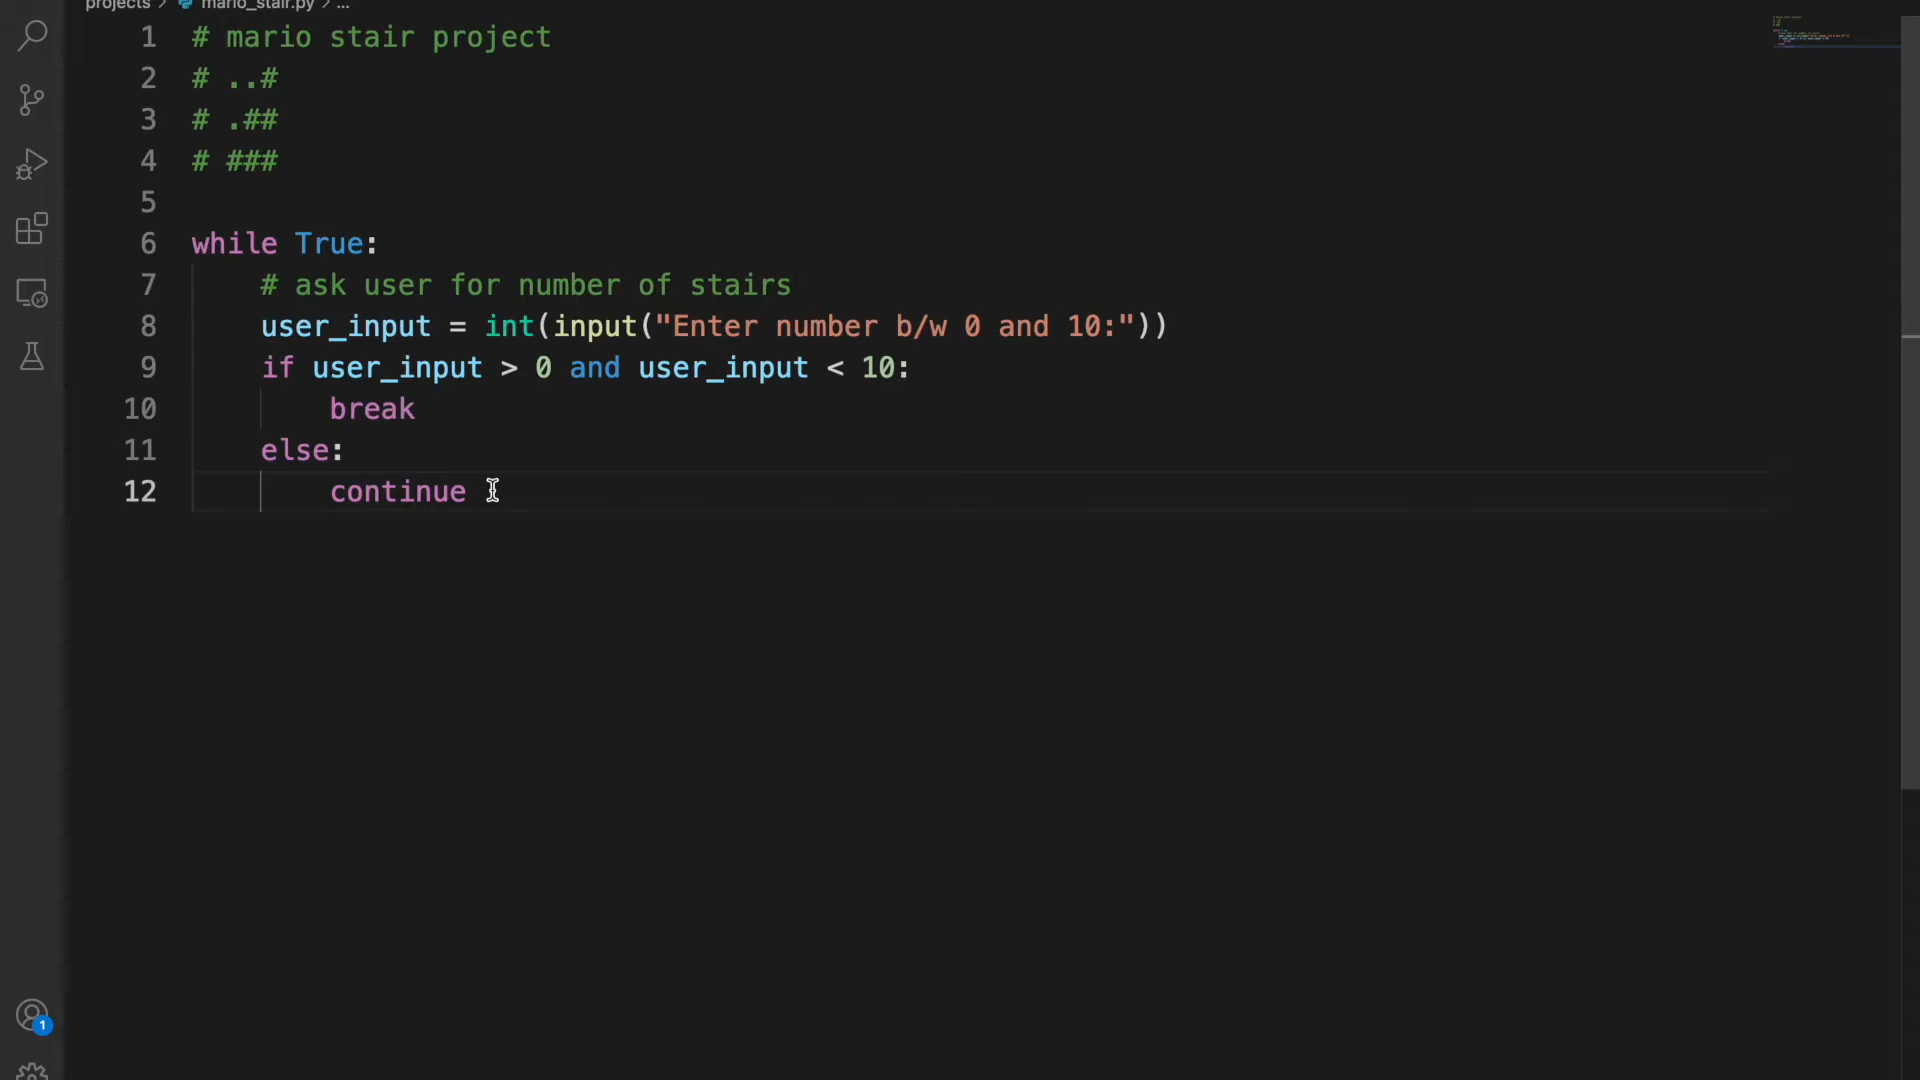 projects > mario_stair.py > ...
1 # mario stair project
2 # ..#
3 # .##
4 # ###
5
6 while True:
7     # ask user for number of stairs
8     user_input = int(input("Enter number b/w 0 and 10:"))
9     if user_input > 0 and user_input < 10:
10         break
11     else:
12         continue
1